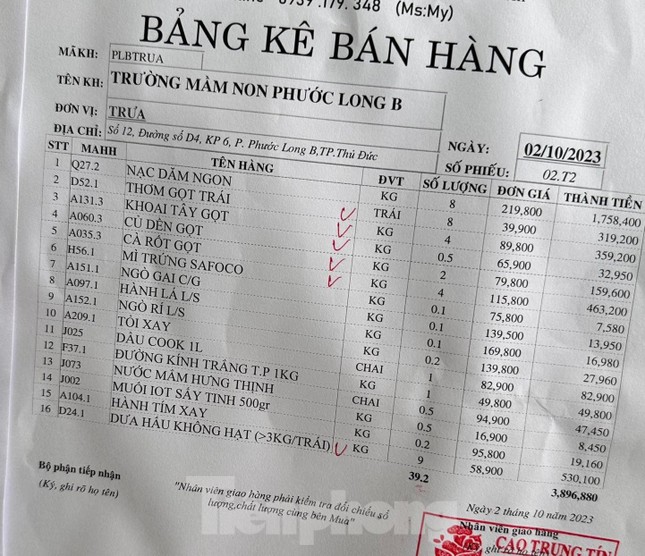 348 (Ms:My)
BẢNG KÊ BÁN HÀNG
MÃKH: PLBTRUA
TÊN KH: TRƯỜNG MẦM NON PHƯỚC LONG B
ĐƠN VỊ: TRƯA
ĐỊA CHỈ: Số 12, Đường số D4, KP 6, P. Phước Long B,TP.Thủ Đức
NGÀY: 02/10/2023
SỐ PHIẾU: 02.T2
STT MAHH TÊN HÀNG ĐVT SỐ LƯỢNG ĐƠN GIÁ THÀNH TIỀN
1 Q27.2 NẠC DĂM NGON KG 8 219,800 1,758,400
2 D52.1 THƠM GỌT TRÁI TRÁI 8 39,900 319,200
3 A131.3 KHOAI TÂY GỌT KG 4 89,800 359,200
4 A060.3 CỦ DỀN GỌT KG 0.5 65,900 32,950
5 A035.3 CÀ RỐT GỌT KG 2 79,800 159,600
6 H56.1 MÌ TRỨNG SAFOCO KG 4 115,800 463,200
7 A151.1 NGÒ GAI C/G KG 0.1 75,800 7,580
8 A097.1 HÀNH LÁ L/S KG 0.1 139,500 13,950
9 A152.1 NGÒ RÍ L/S KG 0.1 169,800 16,980
10 A209.1 TỎI XAY KG 0.2 139,800 27,960
11 J025 DẦU COOK 1L CHAI 1 82,900 82,900
12 F37.1 ĐƯỜNG KÍNH TRẮNG T.P 1KG KG 1 49,800
13 J073 NƯỚC MẮM HƯNG THỊNH CHAI 0.5 94,900 47,450
14 J002 MUỐI IOT SẤY TINH 500gr KG 0.5 16,900 8,450
15 A104.1 HÀNH TÍM XAY KG 0.2 95,800 19,160
16 D24.1 DƯA HẤU KHÔNG HẠT (>3KG/TRÁI) KG 9 58,900 530,100
39.2 3,896,880
Bộ phận tiếp nhận
(Ký, ghi rõ họ tên)
"Nhân viên giao hàng phải kiểm tra đối chiếu số
lượng,chất lượng cùng bên Mua"
Ngày 2 tháng 10 năm 2023
Nhân viên giao hàng
CAO TRUNG TÍN
Tiền phong